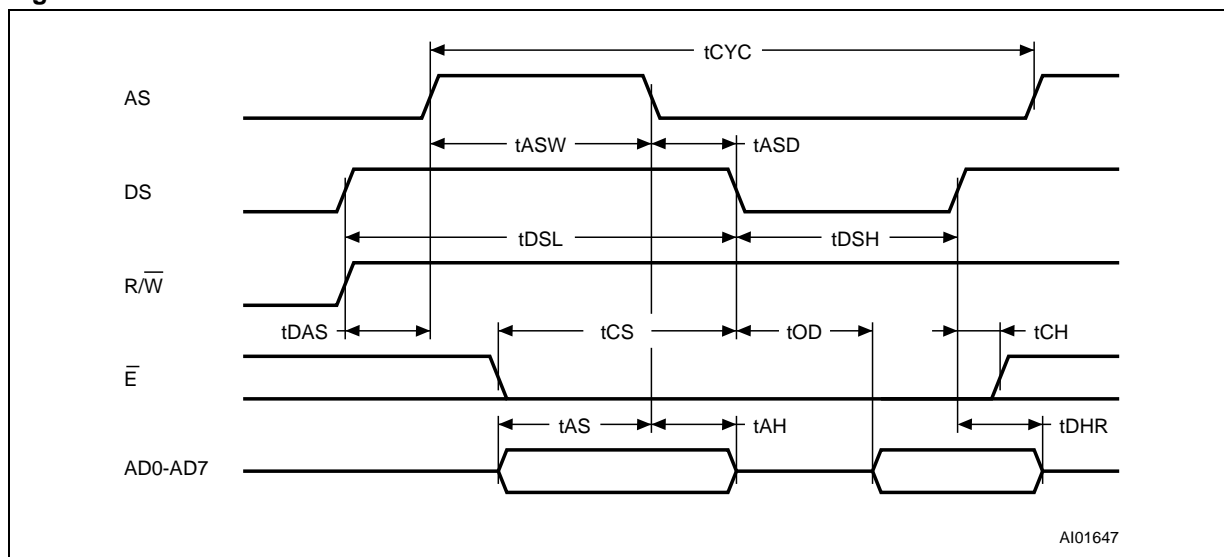 tCYC
AS
tASW
tASD
DS
tDSL
tDSH
R/W̅
tDAS
tCS
tOD
tCH
E̅
tAS
tAH
tDHR
AD0-AD7
AI01647